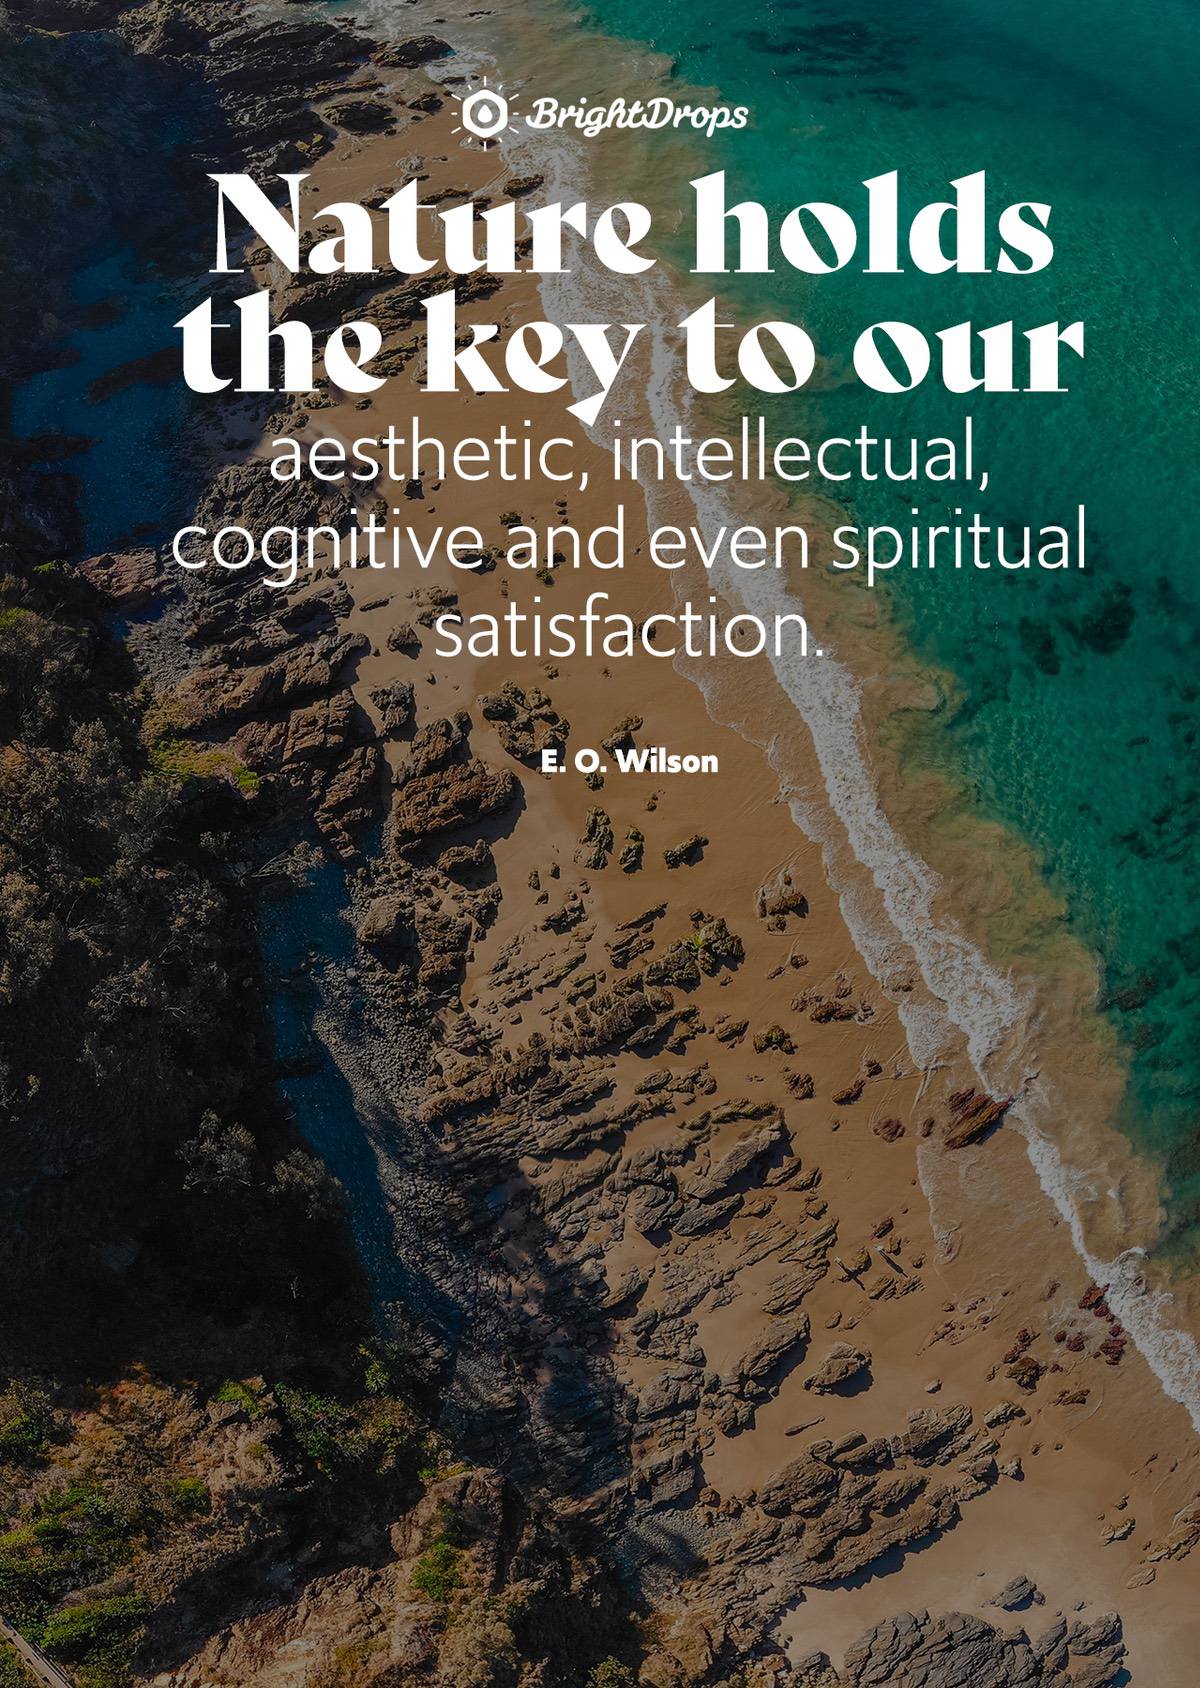 BrightDrops
Nature holds
the key to our
aesthetic, intellectual,
cognitive and even spiritual
satisfaction.
E. O. Wilson